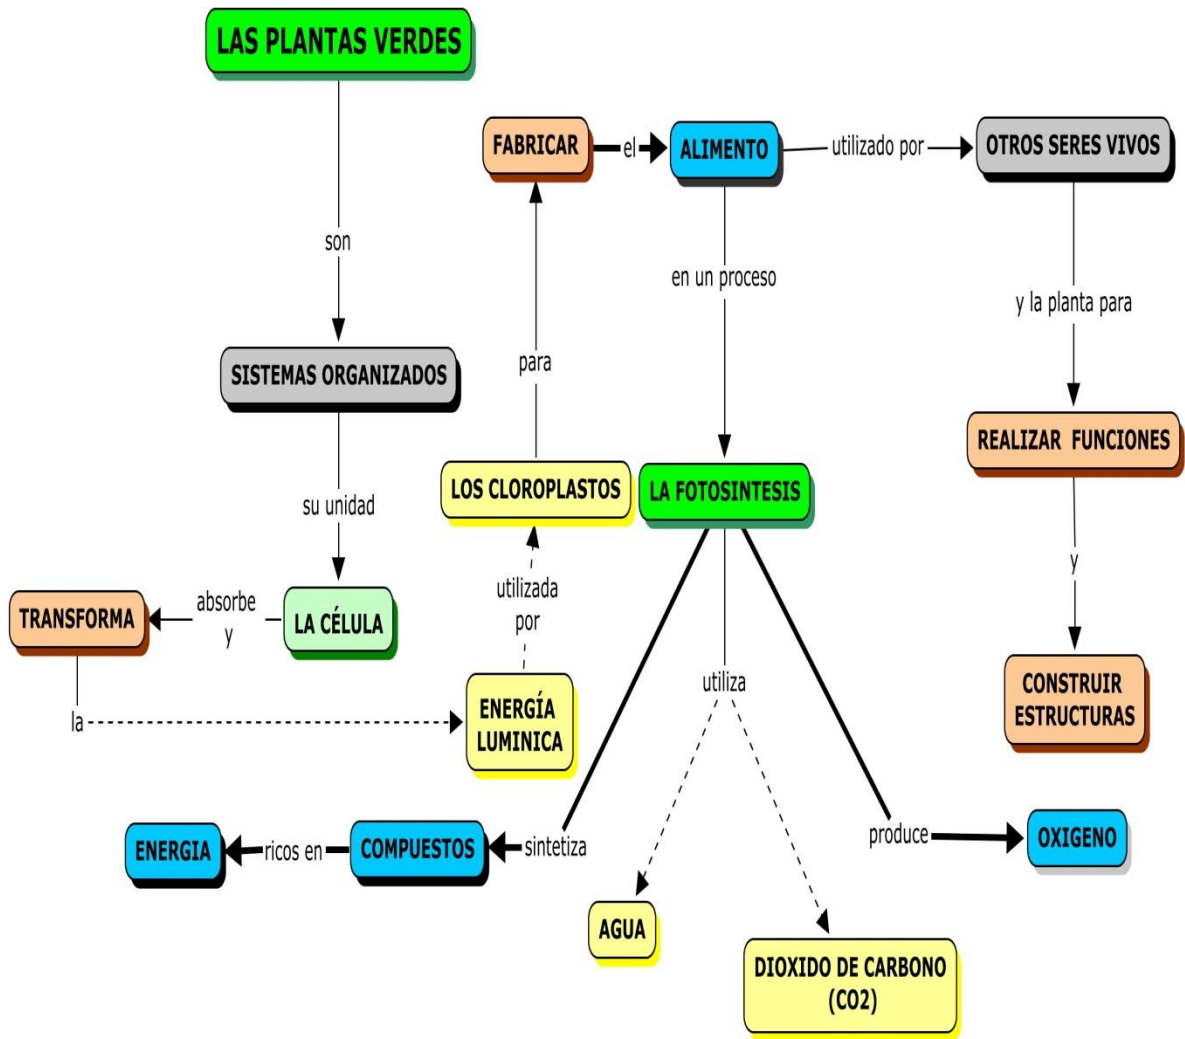 LAS PLANTAS VERDES
son
SISTEMAS ORGANIZADOS
su unidad
LA CÉLULA
absorbe
y
TRANSFORMA
la
ENERGÍA
LUMINICA
utilizada
por
LOS CLOROPLASTOS
para
FABRICAR
el
ALIMENTO
utilizado por
OTROS SERES VIVOS
y la planta para
REALIZAR FUNCIONES
y
CONSTRUIR
ESTRUCTURAS
en un proceso
LA FOTOSINTESIS
sintetiza
COMPUESTOS
ricos en
ENERGIA
utiliza
AGUA
DIOXIDO DE CARBONO
(CO2)
produce
OXIGENO